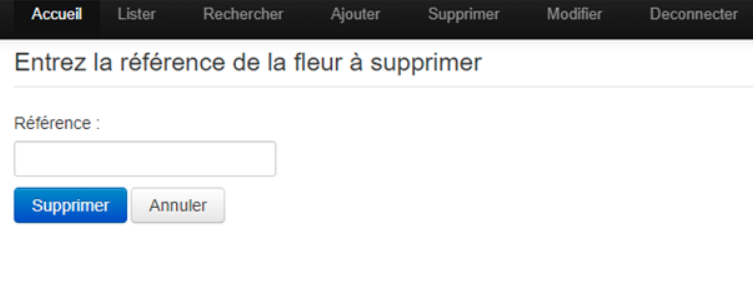 Accueil Lister Rechercher Ajouter Supprimer Modifier Deconnecter
Entrez la référence de la fleur à supprimer
Référence :
Supprimer Annuler